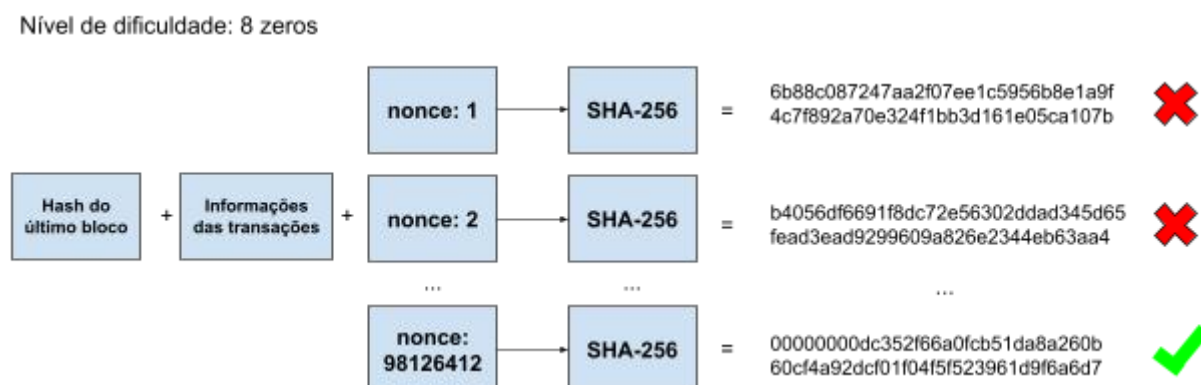 Nível de dificuldade: 8 zeros
nonce: 1
SHA-256
=
6b88c087247aa2f07ee1c5956b8e1a9f
4c7f892a70e324f1bb3d161e05ca107b
Hash do
último bloco
+
Informações
das transações
+
nonce: 2
SHA-256
=
b4056df6691f8dc72e56302ddad345d65
fead3ead9299609a826e2344eb63aa4
...
...
...
nonce:
98126412
SHA-256
=
00000000dc352f66a0fcb51da8a260b
60cf4a92dcf01f04f5f523961d9f6a6d7